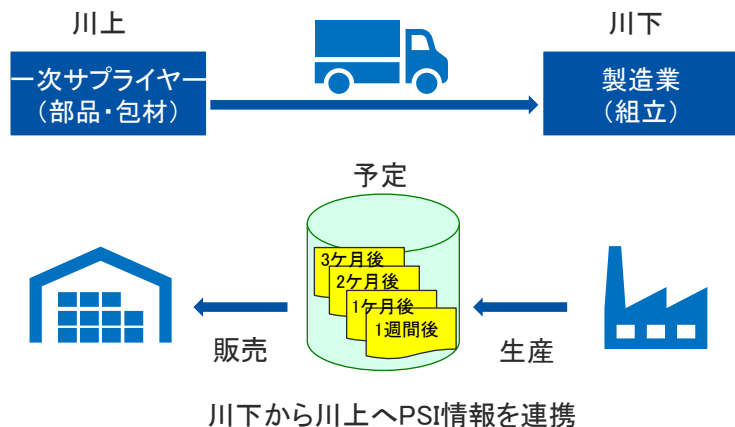 川上
川下
一次サプライヤー
（部品・包材）
製造業
（組立）
予定
3ケ月後
2ケ月後
1ケ月後
1週間後
販売
生産
川下から川上へPSI情報を連携